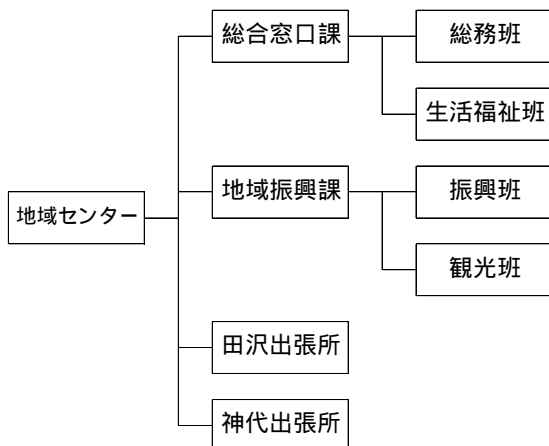 総合窓口課
総務班
生活福祉班
地域センター
地域振興課
振興班
観光班
田沢出張所
神代出張所